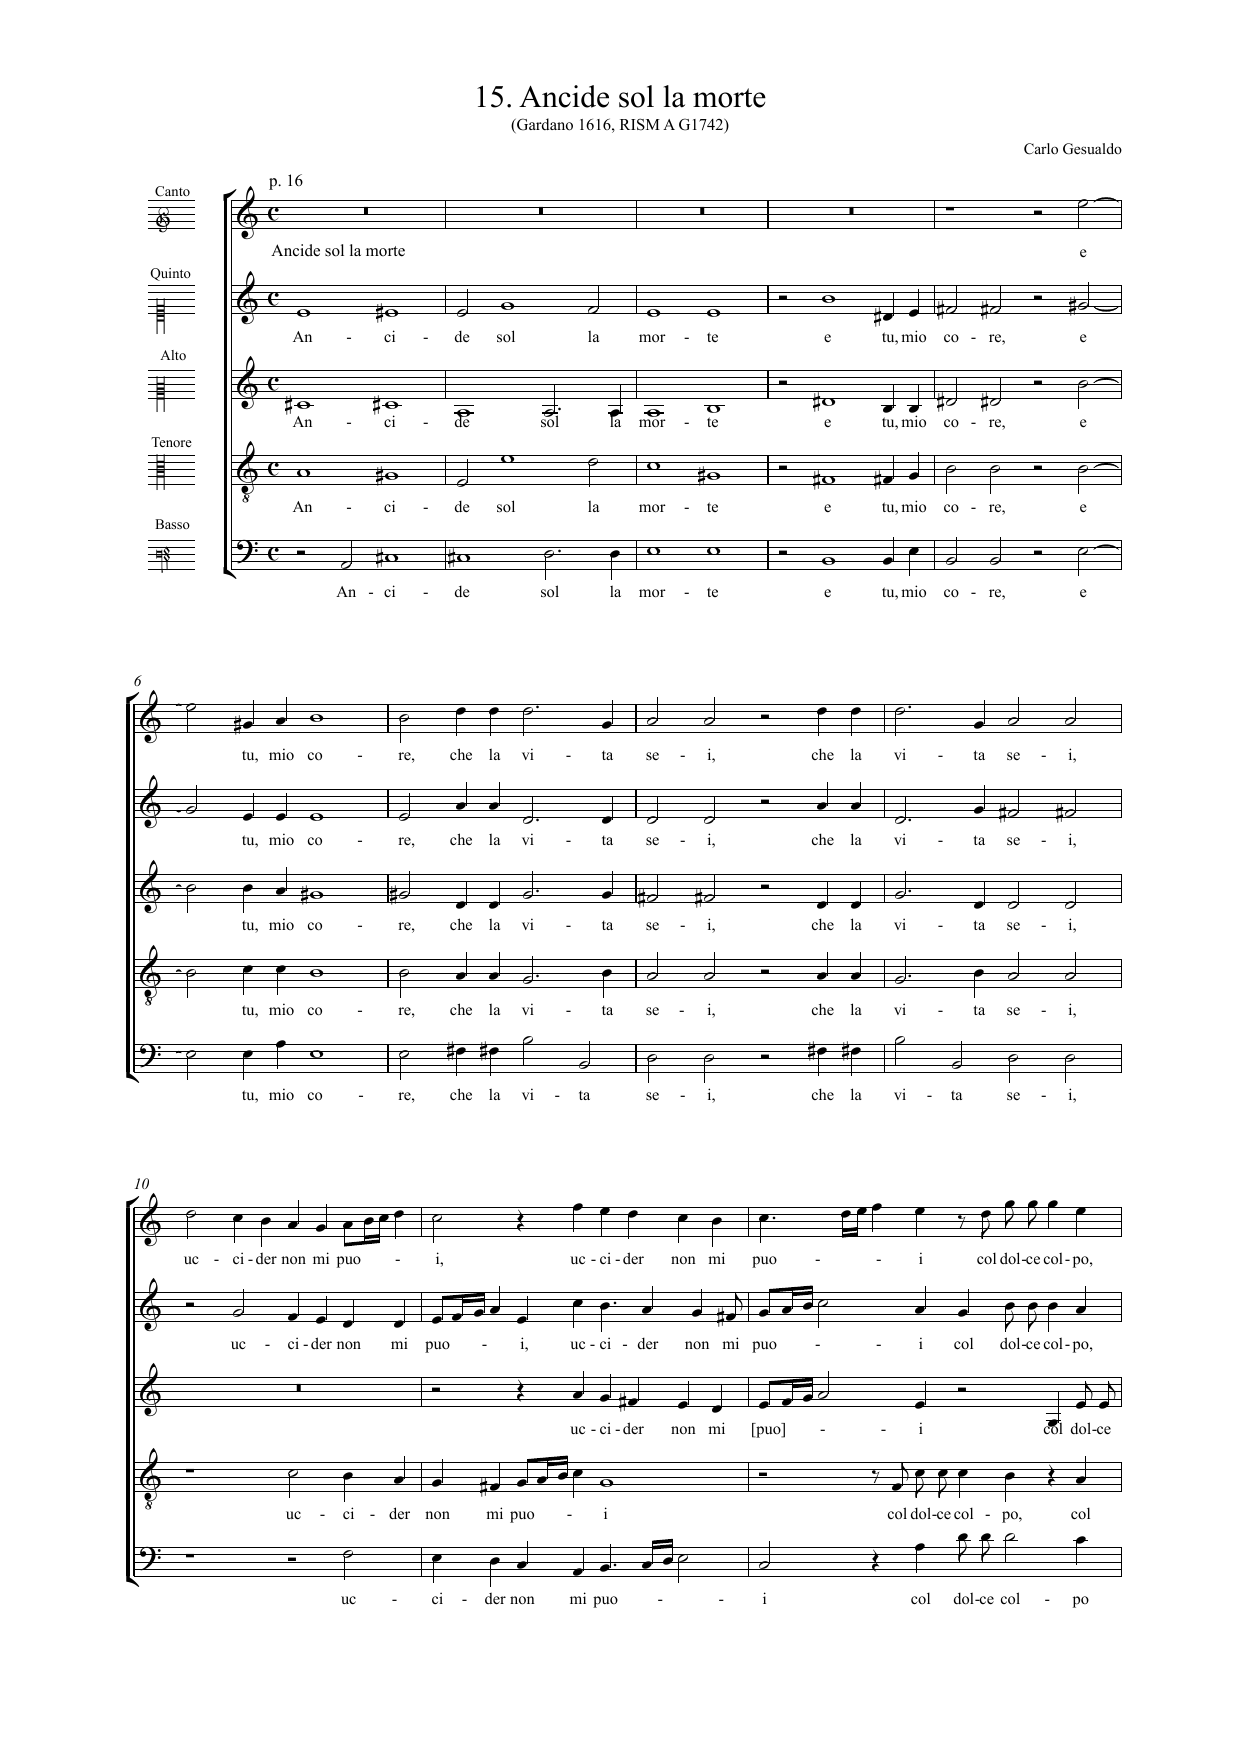 15. Ancide sol la morte
(Gardano 1616, RISM A G1742)
Carlo Gesualdo
p. 16
Canto
Ancide sol la morte e
Quinto
An - ci - de sol la mor - te e tu, mio co - re, e
Alto
An - ci - de sol la mor - te e tu, mio co - re, e
Tenore
An - ci - de sol la mor - te e tu, mio co - re, e
8
Basso
An - ci - de sol la mor - te e tu, mio co - re, e
6
tu, mio co - re, che la vi - ta se - i, che la vi - ta se - i,
tu, mio co - re, che la vi - ta se - i, che la vi - ta se - i,
tu, mio co - re, che la vi - ta se - i, che la vi - ta se - i,
8
tu, mio co - re, che la vi - ta se - i, che la vi - ta se - i,
tu, mio co - re, che la vi - ta se - i, che la vi - ta se - i,
10
uc - ci - der non mi puo - i, uc - ci - der non mi puo - - i col dol-ce col-po,
uc - ci - der non mi puo - i, uc - ci - der non mi puo - - i col dol-ce col-po,
uc - ci - der non mi [puo] - - i col dol-ce
8
uc - ci - der non mi puo - i col dol-ce col - po, col
uc - ci - der non mi puo - - i col dol-ce col - po